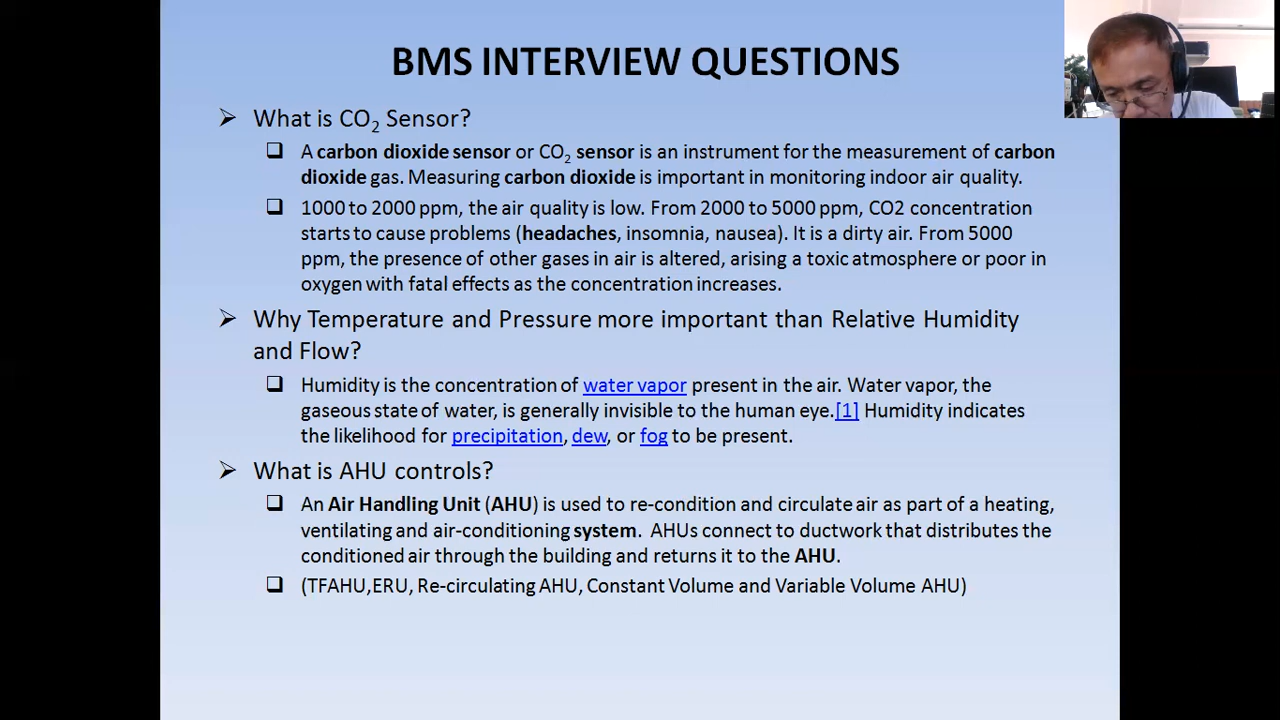 BMS INTERVIEW QUESTIONS
➢ What is CO₂ Sensor?
❑ A carbon dioxide sensor or CO₂ sensor is an instrument for the measurement of carbon
dioxide gas. Measuring carbon dioxide is important in monitoring indoor air quality.
❑ 1000 to 2000 ppm, the air quality is low. From 2000 to 5000 ppm, CO2 concentration
starts to cause problems (headaches, insomnia, nausea). It is a dirty air. From 5000
ppm, the presence of other gases in air is altered, arising a toxic atmosphere or poor in
oxygen with fatal effects as the concentration increases.
➢ Why Temperature and Pressure more important than Relative Humidity
and Flow?
❑ Humidity is the concentration of water vapor present in the air. Water vapor, the
gaseous state of water, is generally invisible to the human eye.[1] Humidity indicates
the likelihood for precipitation, dew, or fog to be present.
➢ What is AHU controls?
❑ An Air Handling Unit (AHU) is used to re-condition and circulate air as part of a heating,
ventilating and air-conditioning system. AHUs connect to ductwork that distributes the
conditioned air through the building and returns it to the AHU.
❑ (TFAHU,ERU, Re-circulating AHU, Constant Volume and Variable Volume AHU)